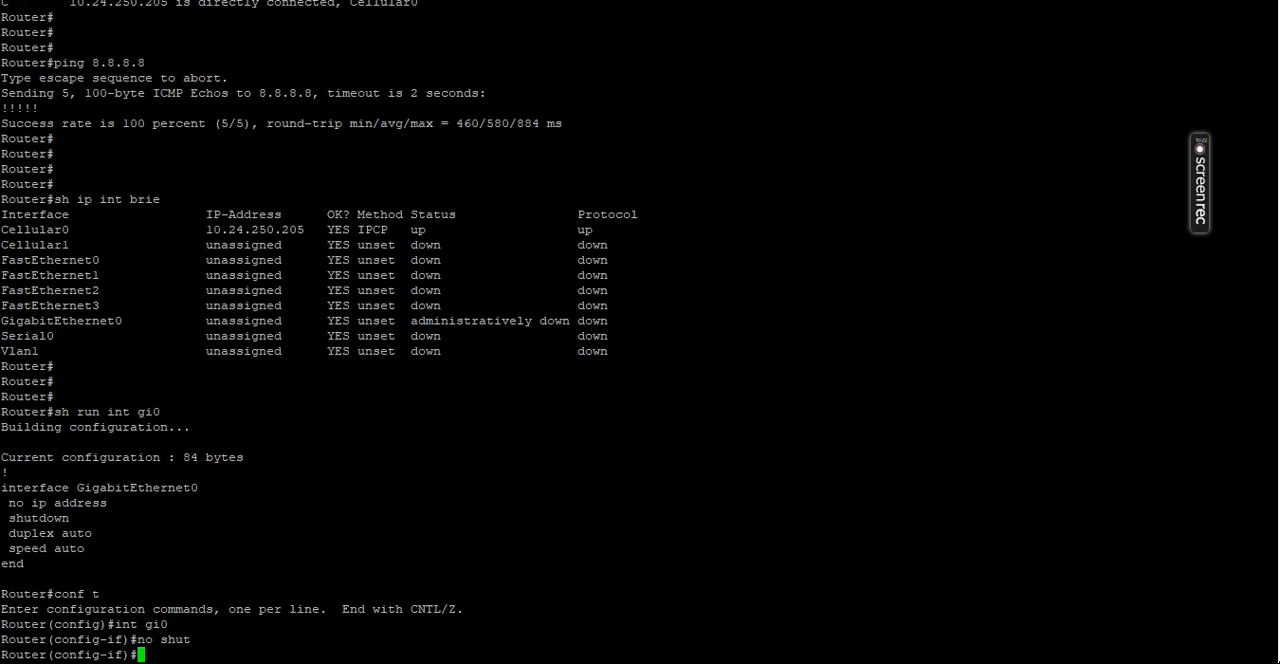 C        10.24.250.205 is directly connected, Cellular0
Router#
Router#
Router#
Router#ping 8.8.8.8
Type escape sequence to abort.
Sending 5, 100-byte ICMP Echos to 8.8.8.8, timeout is 2 seconds:
!!!!!
Success rate is 100 percent (5/5), round-trip min/avg/max = 460/580/884 ms
Router#
Router#
Router#
Router#
Router#sh ip int brie
Interface                  IP-Address      OK? Method Status                Protocol
Cellular0                  10.24.250.205   YES IPCP   up                    up
Cellular1                  unassigned      YES unset  down                  down
FastEthernet0              unassigned      YES unset  down                  down
FastEthernet1              unassigned      YES unset  down                  down
FastEthernet2              unassigned      YES unset  down                  down
FastEthernet3              unassigned      YES unset  down                  down
GigabitEthernet0           unassigned      YES unset  administratively down down
Serial0                    unassigned      YES unset  down                  down
Vlan1                      unassigned      YES unset  down                  down
Router#
Router#
Router#
Router#sh run int gi0
Building configuration...
Current configuration : 84 bytes
!
interface GigabitEthernet0
 no ip address
 shutdown
 duplex auto
 speed auto
end
Router#conf t
Enter configuration commands, one per line.  End with CNTL/Z.
Router(config)#int gi0
Router(config-if)#no shut
Router(config-if)#
screenrec